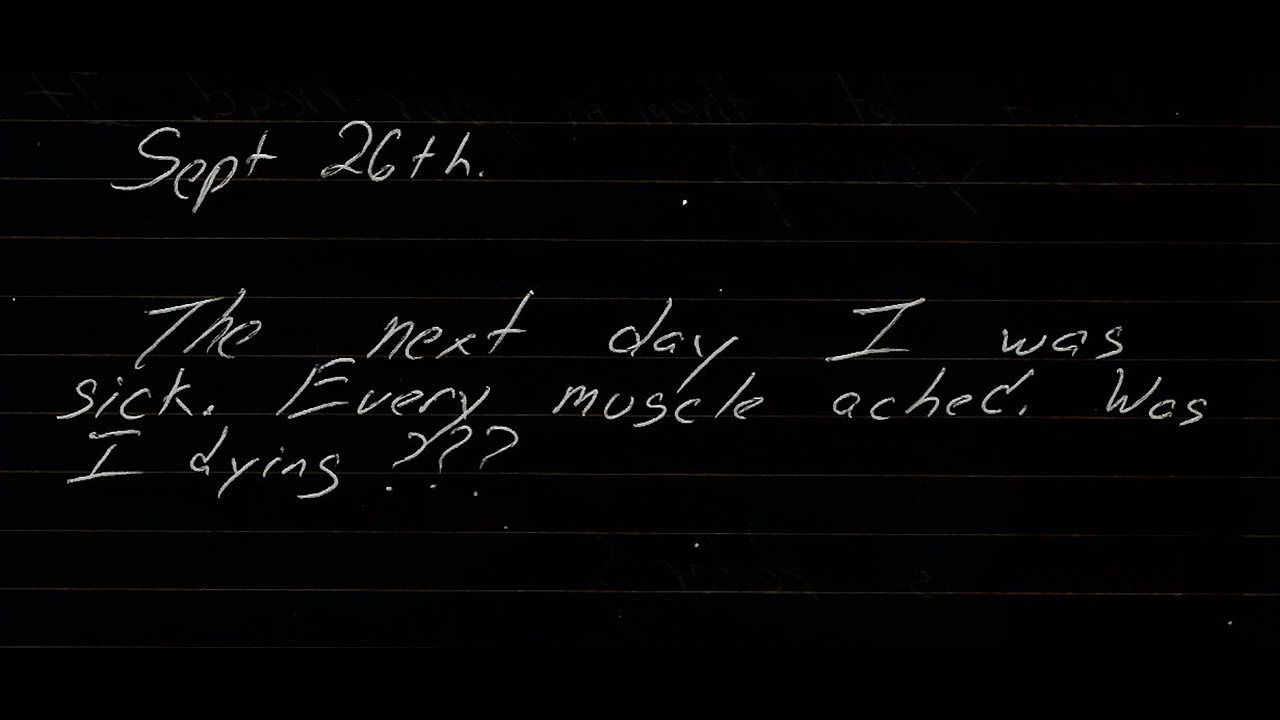 Sept 26th.
The next day I was
sick. Every muscle ached. Was
I dying ???